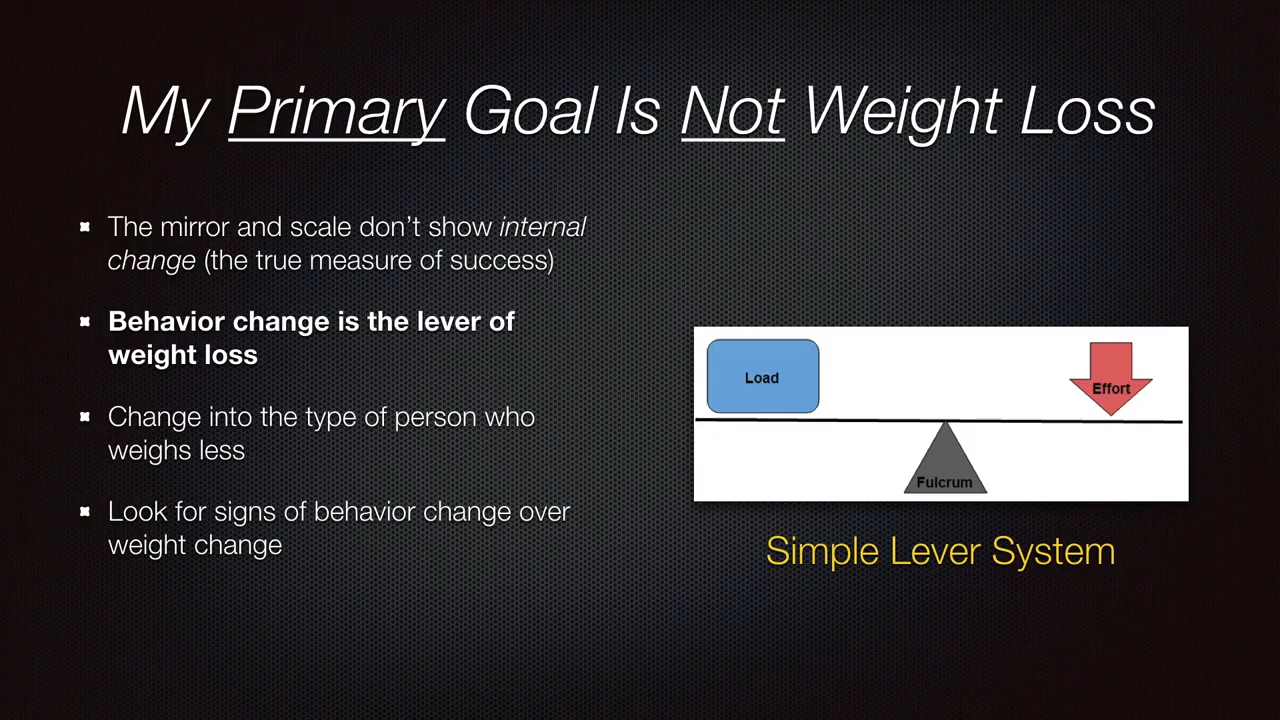 My Primary Goal Is Not Weight Loss
The mirror and scale don’t show internal
change (the true measure of success)
Behavior change is the lever of
weight loss
Change into the type of person who
weighs less
Look for signs of behavior change over
weight change
Load
Effort
Fulcrum
Simple Lever System